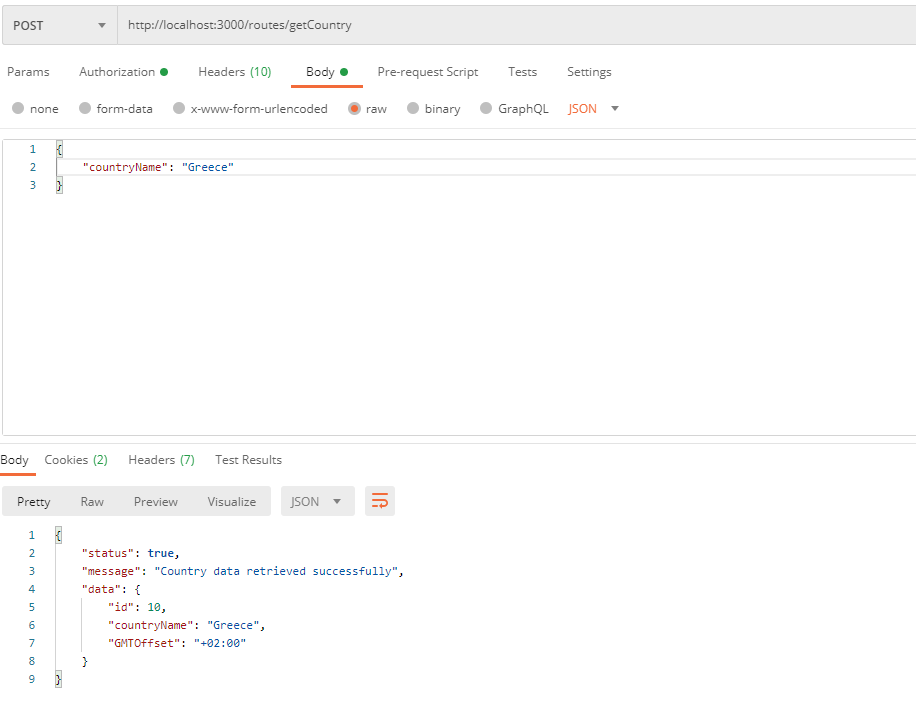 POST http://localhost:3000/routes/getCountry
Params Authorization Headers (10) Body Pre-request Script Tests Settings
none form-data x-www-form-urlencoded raw binary GraphQL JSON
1 {
2 "countryName": "Greece"
3 }
Body Cookies (2) Headers (7) Test Results
Pretty Raw Preview Visualize JSON
1 {
2 "status": true,
3 "message": "Country data retrieved successfully",
4 "data": {
5 "id": 10,
6 "countryName": "Greece",
7 "GMTOffset": "+02:00"
8 }
9 }